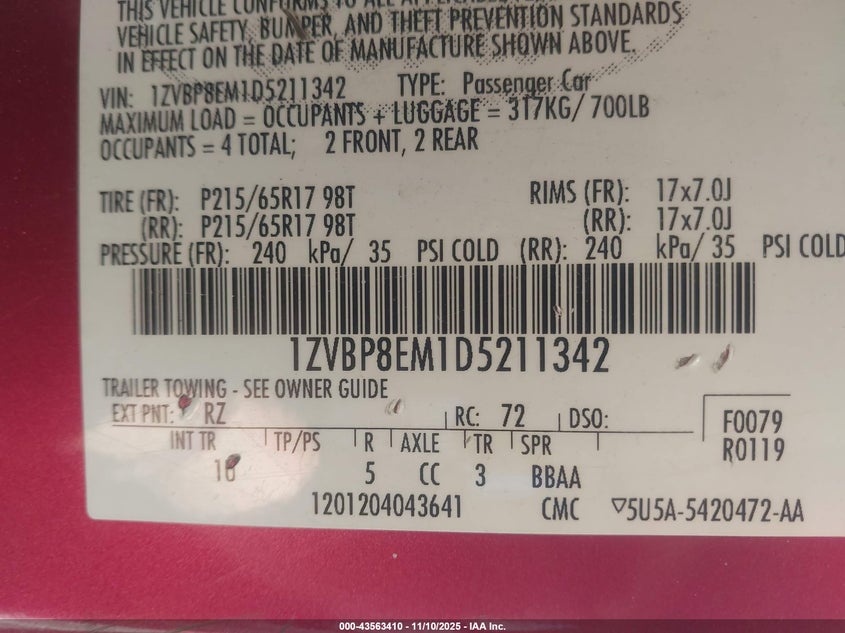 THIS VEHICLE CONFORMS TO ALL
VEHICLE SAFETY, BUMPER, AND THEFT PREVENTION STANDARDS
IN EFFECT ON THE DATE OF MANUFACTURE SHOWN ABOVE.
VIN: 1ZVBP8EM1D5211342 TYPE: Passenger Car
MAXIMUM LOAD = OCCUPANTS + LUGGAGE = 317KG/ 700LB
OCCUPANTS = 4 TOTAL; 2 FRONT, 2 REAR
TIRE (FR): P215/65R17 98T RIMS (FR): 17x7.0J
(RR): P215/65R17 98T (RR): 17x7.0J
PRESSURE (FR): 240 kPa/ 35 PSI COLD (RR): 240 kPa/ 35 PSI COLD
1ZVBP8EM1D5211342
TRAILER TOWING - SEE OWNER GUIDE
EXT PNT: RZ RC: 72 DSO: F0079
R0119
INT TR TP/PS R AXLE TR SPR
5 CC 3 BBAA
1201204043641 CMC ▽5U5A-5420472-AA
000-43563410 - 11/10/2025 - IAA Inc.